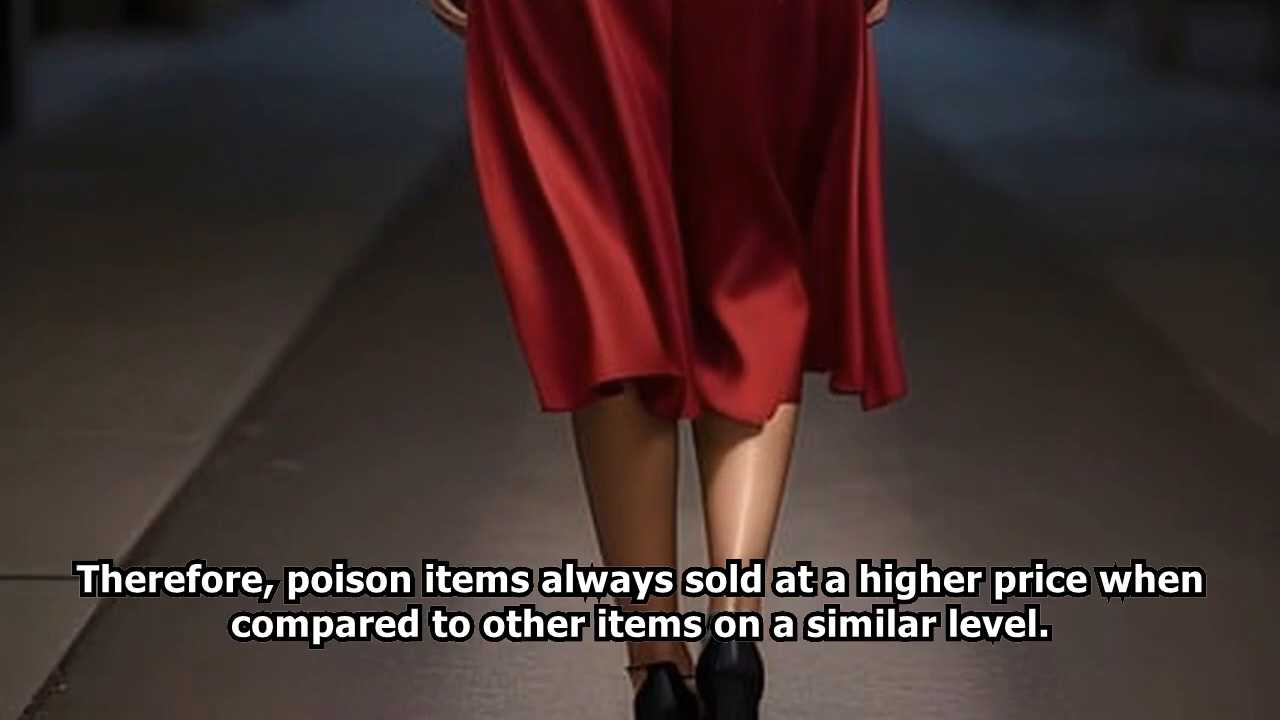 Therefore, poison items always sold at a higher price when
compared to other items on a similar level.